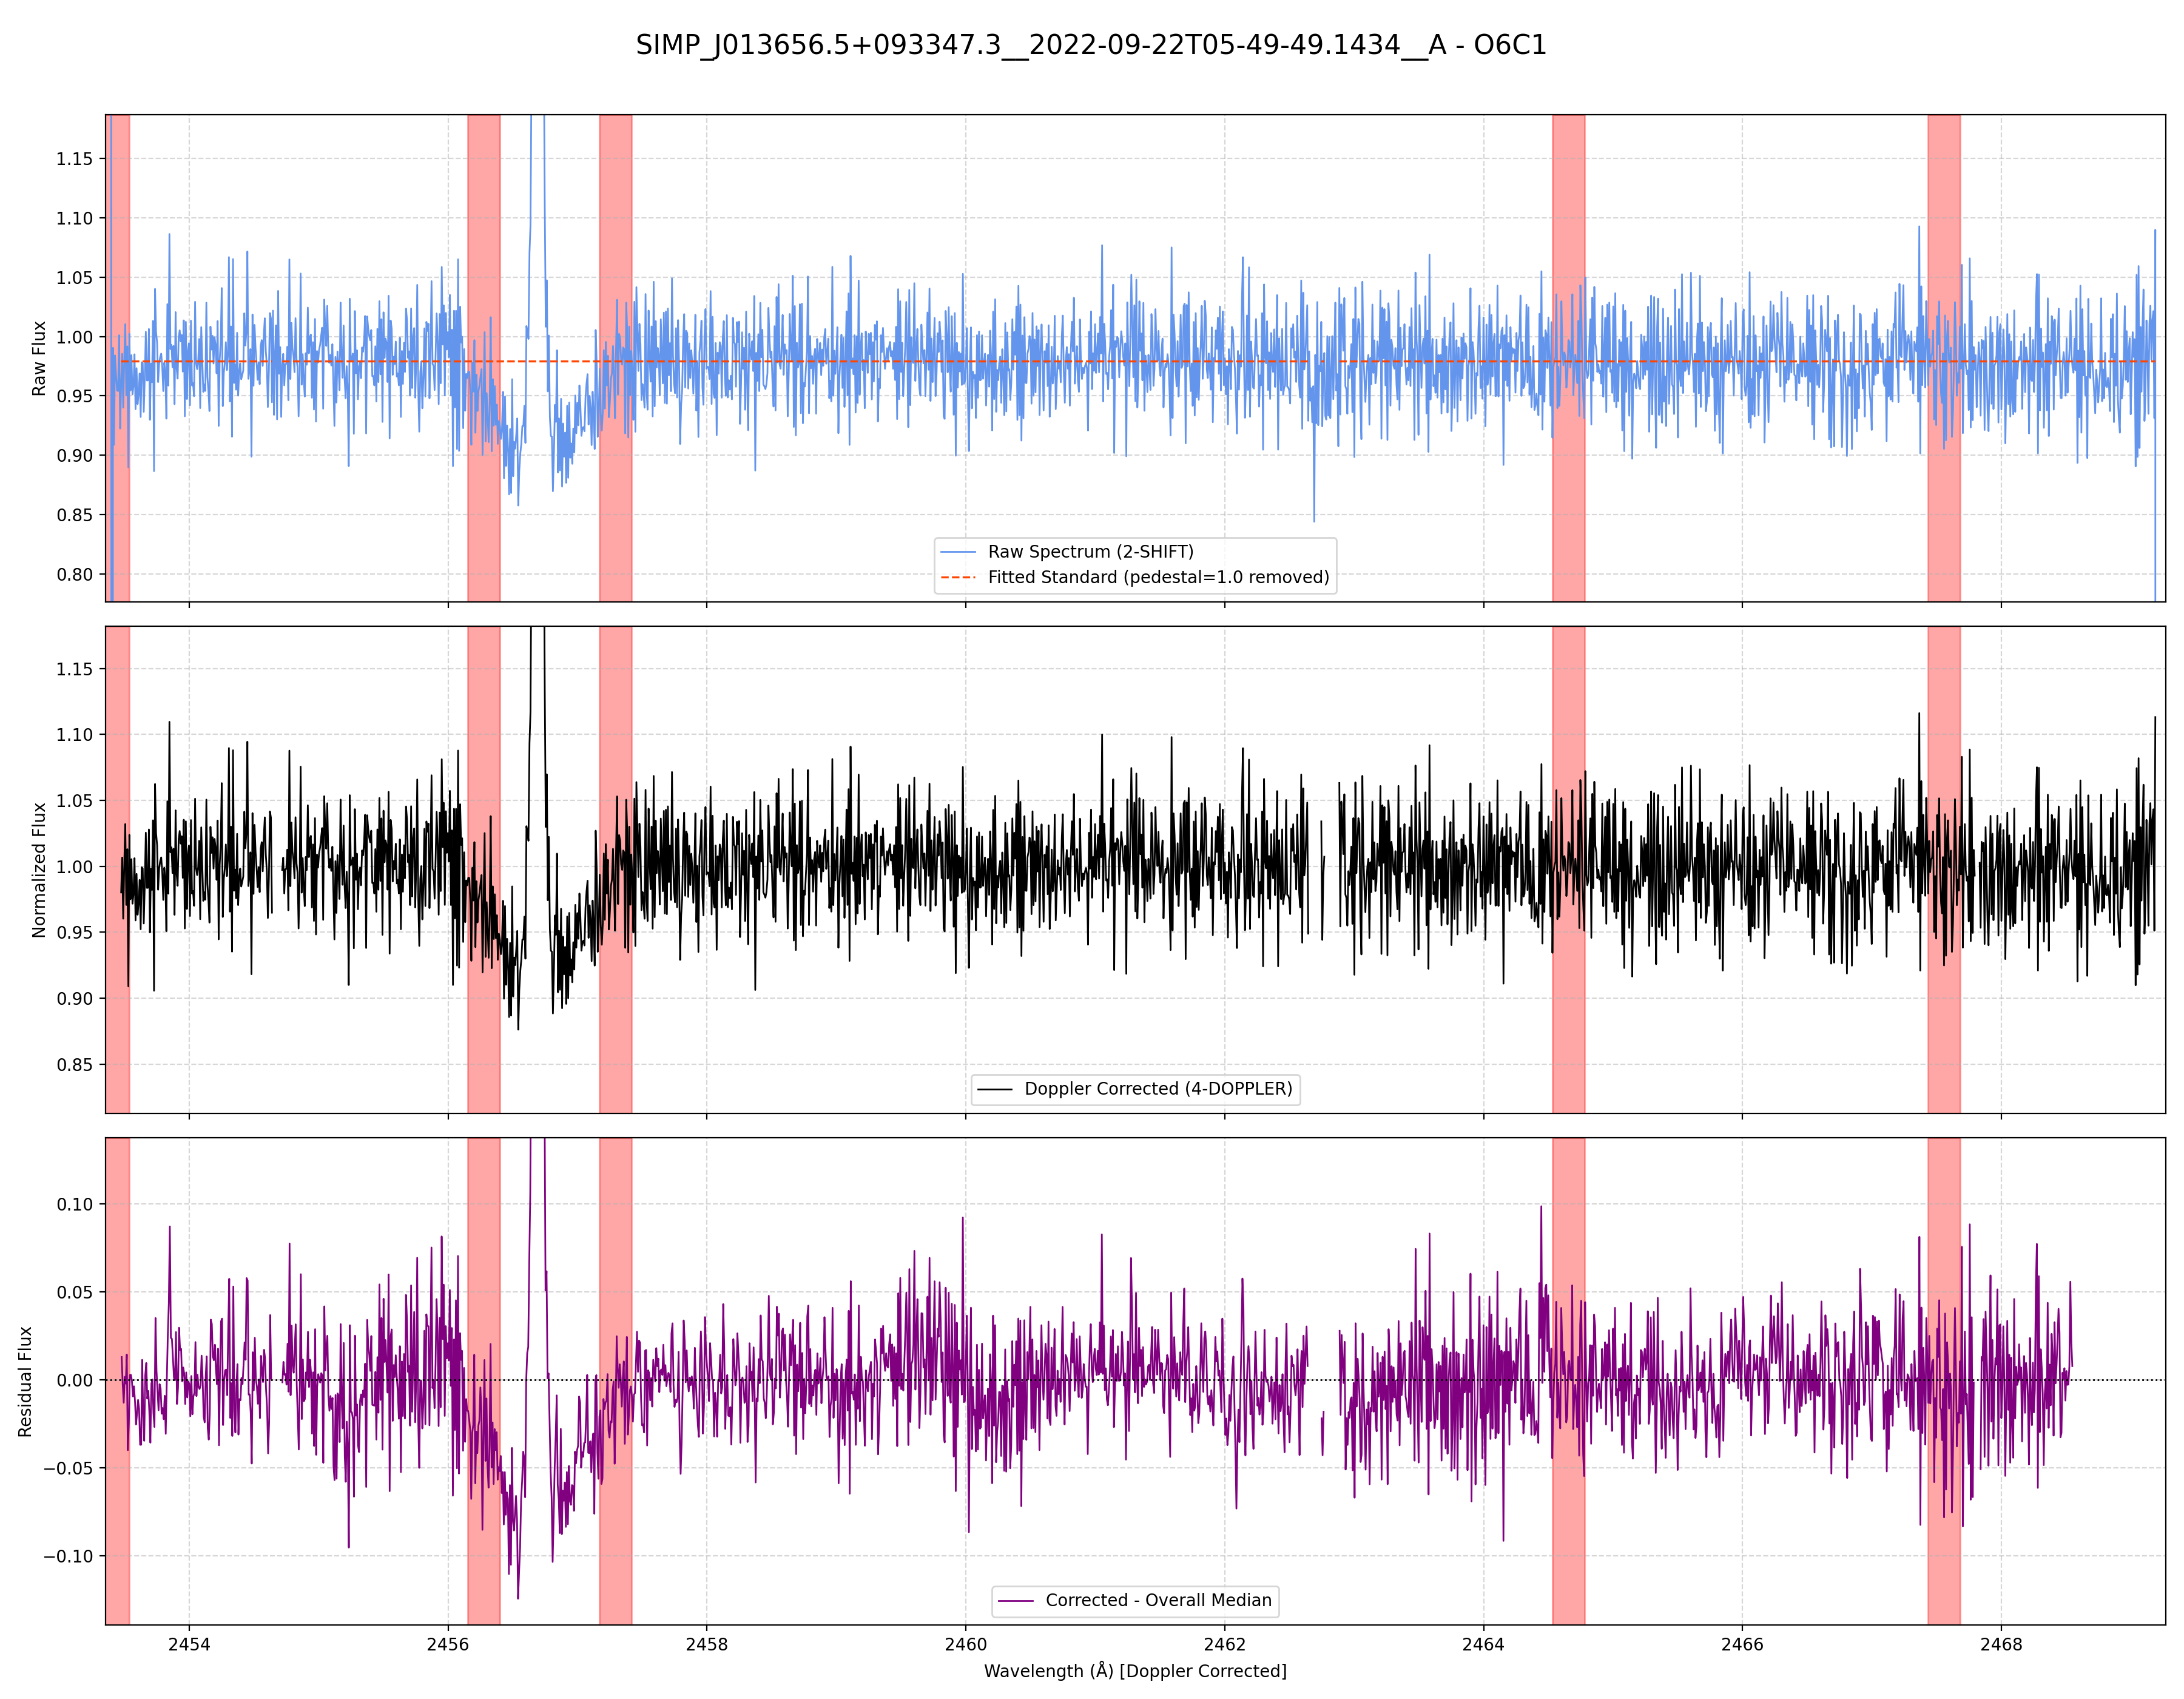 SIMP_J013656.5+093347.3__2022-09-22T05-49-49.1434__A - O6C1
1.15
1.10
1.05
1.00
0.95
0.90
0.85
0.80
Raw Flux
Raw Spectrum (2-SHIFT)
Fitted Standard (pedestal=1.0 removed)
1.15
1.10
1.05
1.00
0.95
0.90
0.85
Normalized Flux
Doppler Corrected (4-DOPPLER)
0.10
0.05
0.00
−0.05
−0.10
Residual Flux
Corrected - Overall Median
2454 2456 2458 2460 2462 2464 2466 2468
Wavelength (Å) [Doppler Corrected]